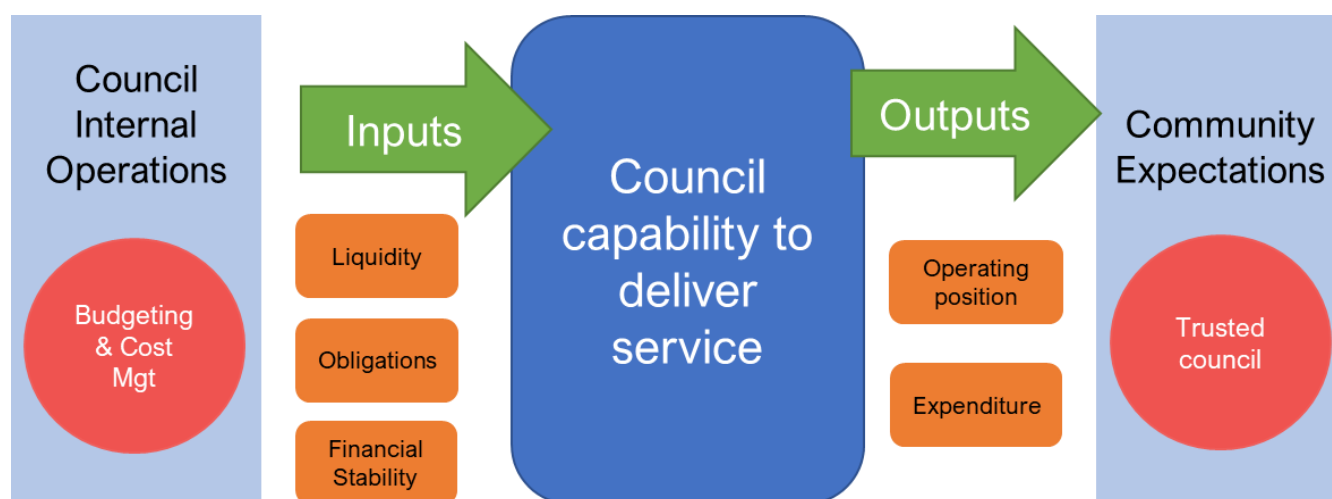 Council
Internal
Operations
Budgeting
& Cost
Mgt
Inputs
Liquidity
Obligations
Financial
Stability
Council
capability to
deliver
service
Outputs
Operating
position
Expenditure
Community
Expectations
Trusted
council